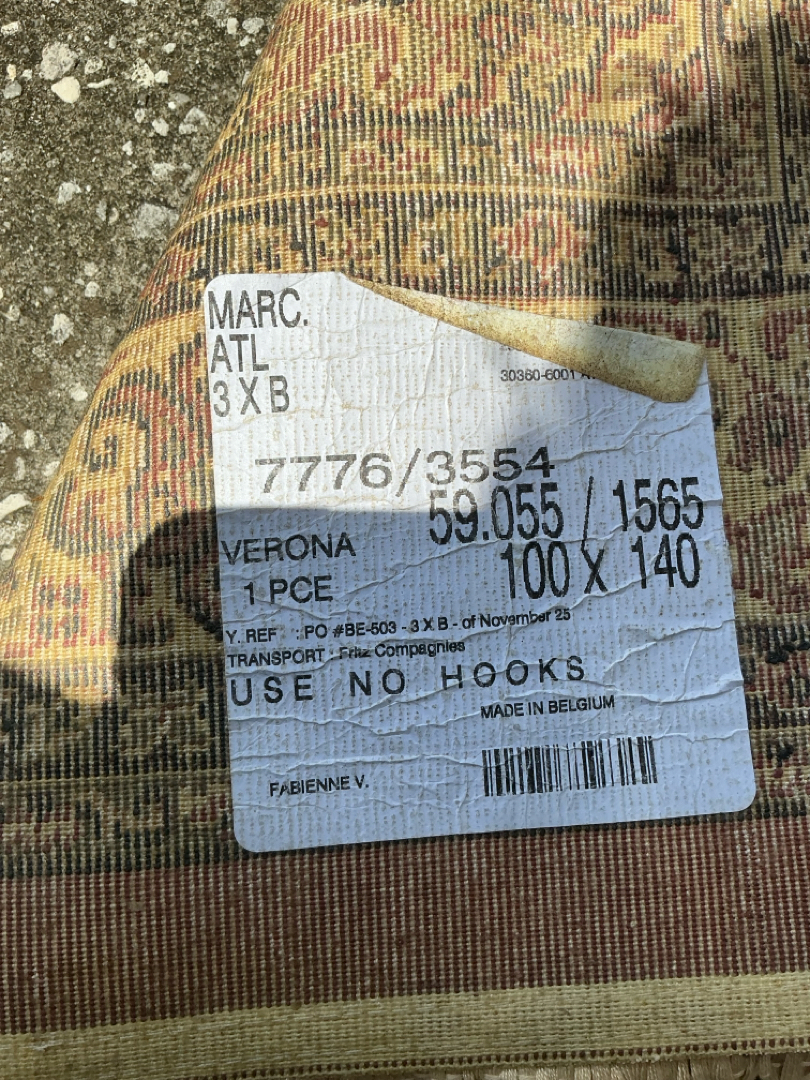 MARC.
ATL
3 X B
30360-6001
7776/3554
59.055 / 1565
VERONA
100 X 140
1 PCE
Y. REF : PO #BE-503 - 3 X B - of November 25
TRANSPORT : Fritz Compagnies
USE NO HOOKS
MADE IN BELGIUM
FABIENNE V.